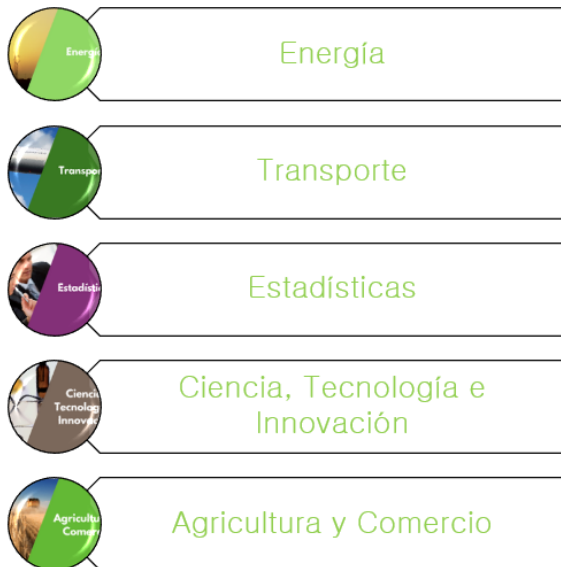 Energía
Transporte
Estadísticas
Ciencia, Tecnología e
Innovación
Agricultura y Comercio